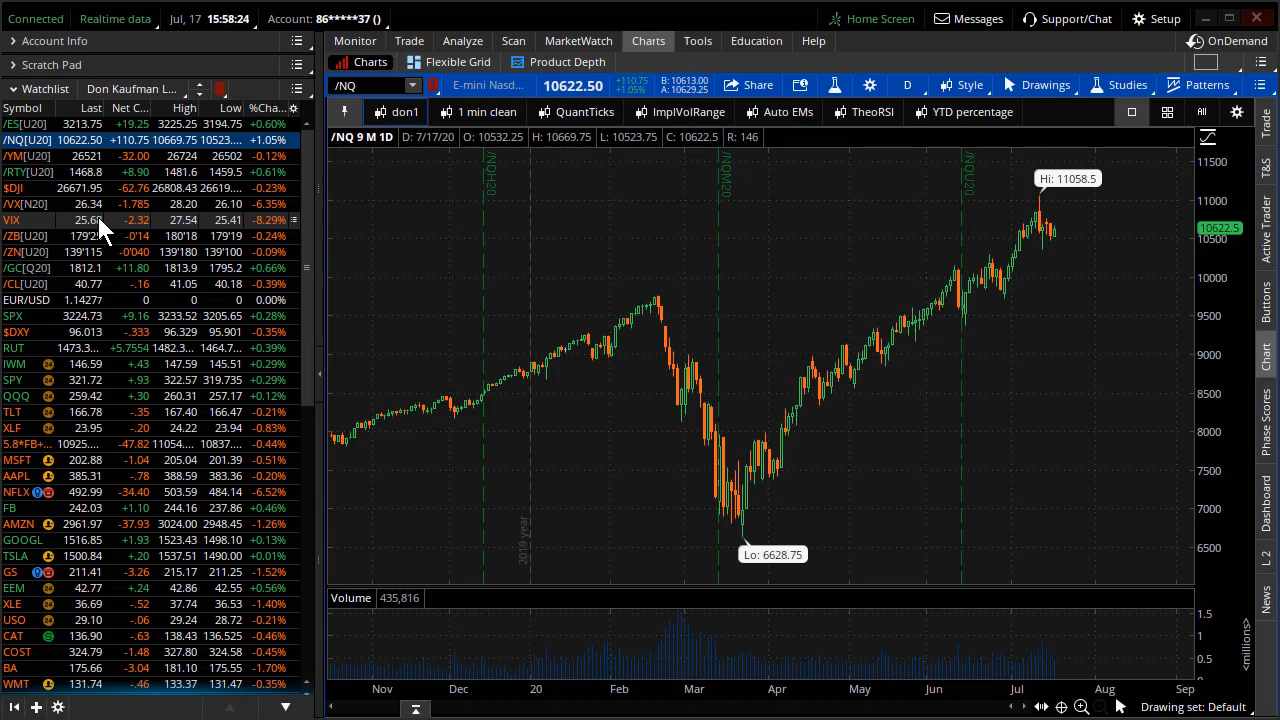 Connected Realtime data Jul, 17 15:58:24 Account: 86*****37 () Home Screen Messages Support/Chat Setup
Account Info
Scratch Pad
Watchlist Don Kaufman L...
Monitor Trade Analyze Scan MarketWatch Charts Tools Education Help OnDemand
Charts Flexible Grid Product Depth
/NQ E-mini Nasd... 10622.50 +110.75 +1.05% B: 10613.00 A: 10629.25 Share D Style Drawings Studies Patterns
don1 1 min clean QuantTicks ImplVolRange Auto EMs TheoRSI YTD percentage All
/NQ 9 M 1D D: 7/17/20 O: 10532.25 H: 10669.75 L: 10523.75 C: 10622.5 R: 146
Symbol Last Net C... High Low %Cha...
/ES[U20] 3213.75 +19.25 3225.25 3194.75 +0.60%
/NQ[U20] 10622.50 +110.75 10669.75 10523.... +1.05%
/YM[U20] 26521 -32.00 26724 26502 -0.12%
/RTY[U20] 1468.8 +8.90 1481.6 1459.5 +0.61%
$DJI 26671.95 -62.76 26808.43 26619.... -0.23%
/VX[N20] 26.34 -1.785 28.20 26.10 -6.35%
VIX 25.68 -2.32 27.54 25.41 -8.29%
/ZB[U20] -0'14 180'18 179'19 -0.24%
/ZN[U20] 139'115 -0'040 139'180 139'100 -0.09%
/GC[Q20] 1812.1 +11.80 1813.9 1795.2 +0.66%
/CL[U20] 40.77 -.16 41.05 40.18 -0.39%
EUR/USD 1.14277 0 0 0 0.00%
SPX 3224.73 +9.16 3233.52 3205.65 +0.28%
$DXY 96.013 -.333 96.329 95.901 -0.35%
RUT 1473.3... +5.7554 1482.3... 1464.7... +0.39%
IWM 146.59 +.43 147.59 145.51 +0.29%
SPY 321.72 +.93 322.57 319.735 +0.29%
QQQ 259.42 +.30 260.31 257.17 +0.12%
TLT 166.78 -.35 167.40 166.47 -0.21%
XLF 23.95 -.20 24.22 23.94 -0.83%
5.8*FB+... 10925.... -47.82 11054.... 10837.... -0.44%
MSFT 202.88 -1.04 205.04 201.39 -0.51%
AAPL 385.31 -.78 388.59 383.36 -0.20%
NFLX 492.99 -34.40 503.59 484.14 -6.52%
FB 242.03 +1.10 244.16 237.86 +0.46%
AMZN 2961.97 -37.93 3024.00 2948.45 -1.26%
GOOGL 1516.85 +1.93 1523.43 1498.10 +0.13%
TSLA 1500.84 +.20 1537.51 1490.00 +0.01%
GS 211.41 -3.26 215.17 211.25 -1.52%
EEM 42.77 +.24 42.86 42.55 +0.56%
XLE 36.69 -.52 37.74 36.53 -1.40%
USO 29.10 -.06 29.24 28.72 -0.21%
CAT 136.90 -.63 138.43 126.525 -0.46%
COST 324.79 -1.48 327.80 324.58 -0.45%
BA 175.66 -3.04 181.10 175.55 -1.70%
WMT 131.74 -.46 133.37 131.47 -0.35%
/NQH20
/NQM20
/NQU20
2019 year
Hi: 11058.5
Lo: 6628.75
11500
11000
10622.5
10500
10000
9500
9000
8500
8000
7500
7000
6500
Volume 435,816
1.5
1
0.5
<millions>
Nov Dec 20 Feb Mar Apr May Jun Jul Aug Sep
Drawing set: Default
Trade
T&S
Active Trader
Buttons
Chart
Phase Scores
Dashboard
L 2
News